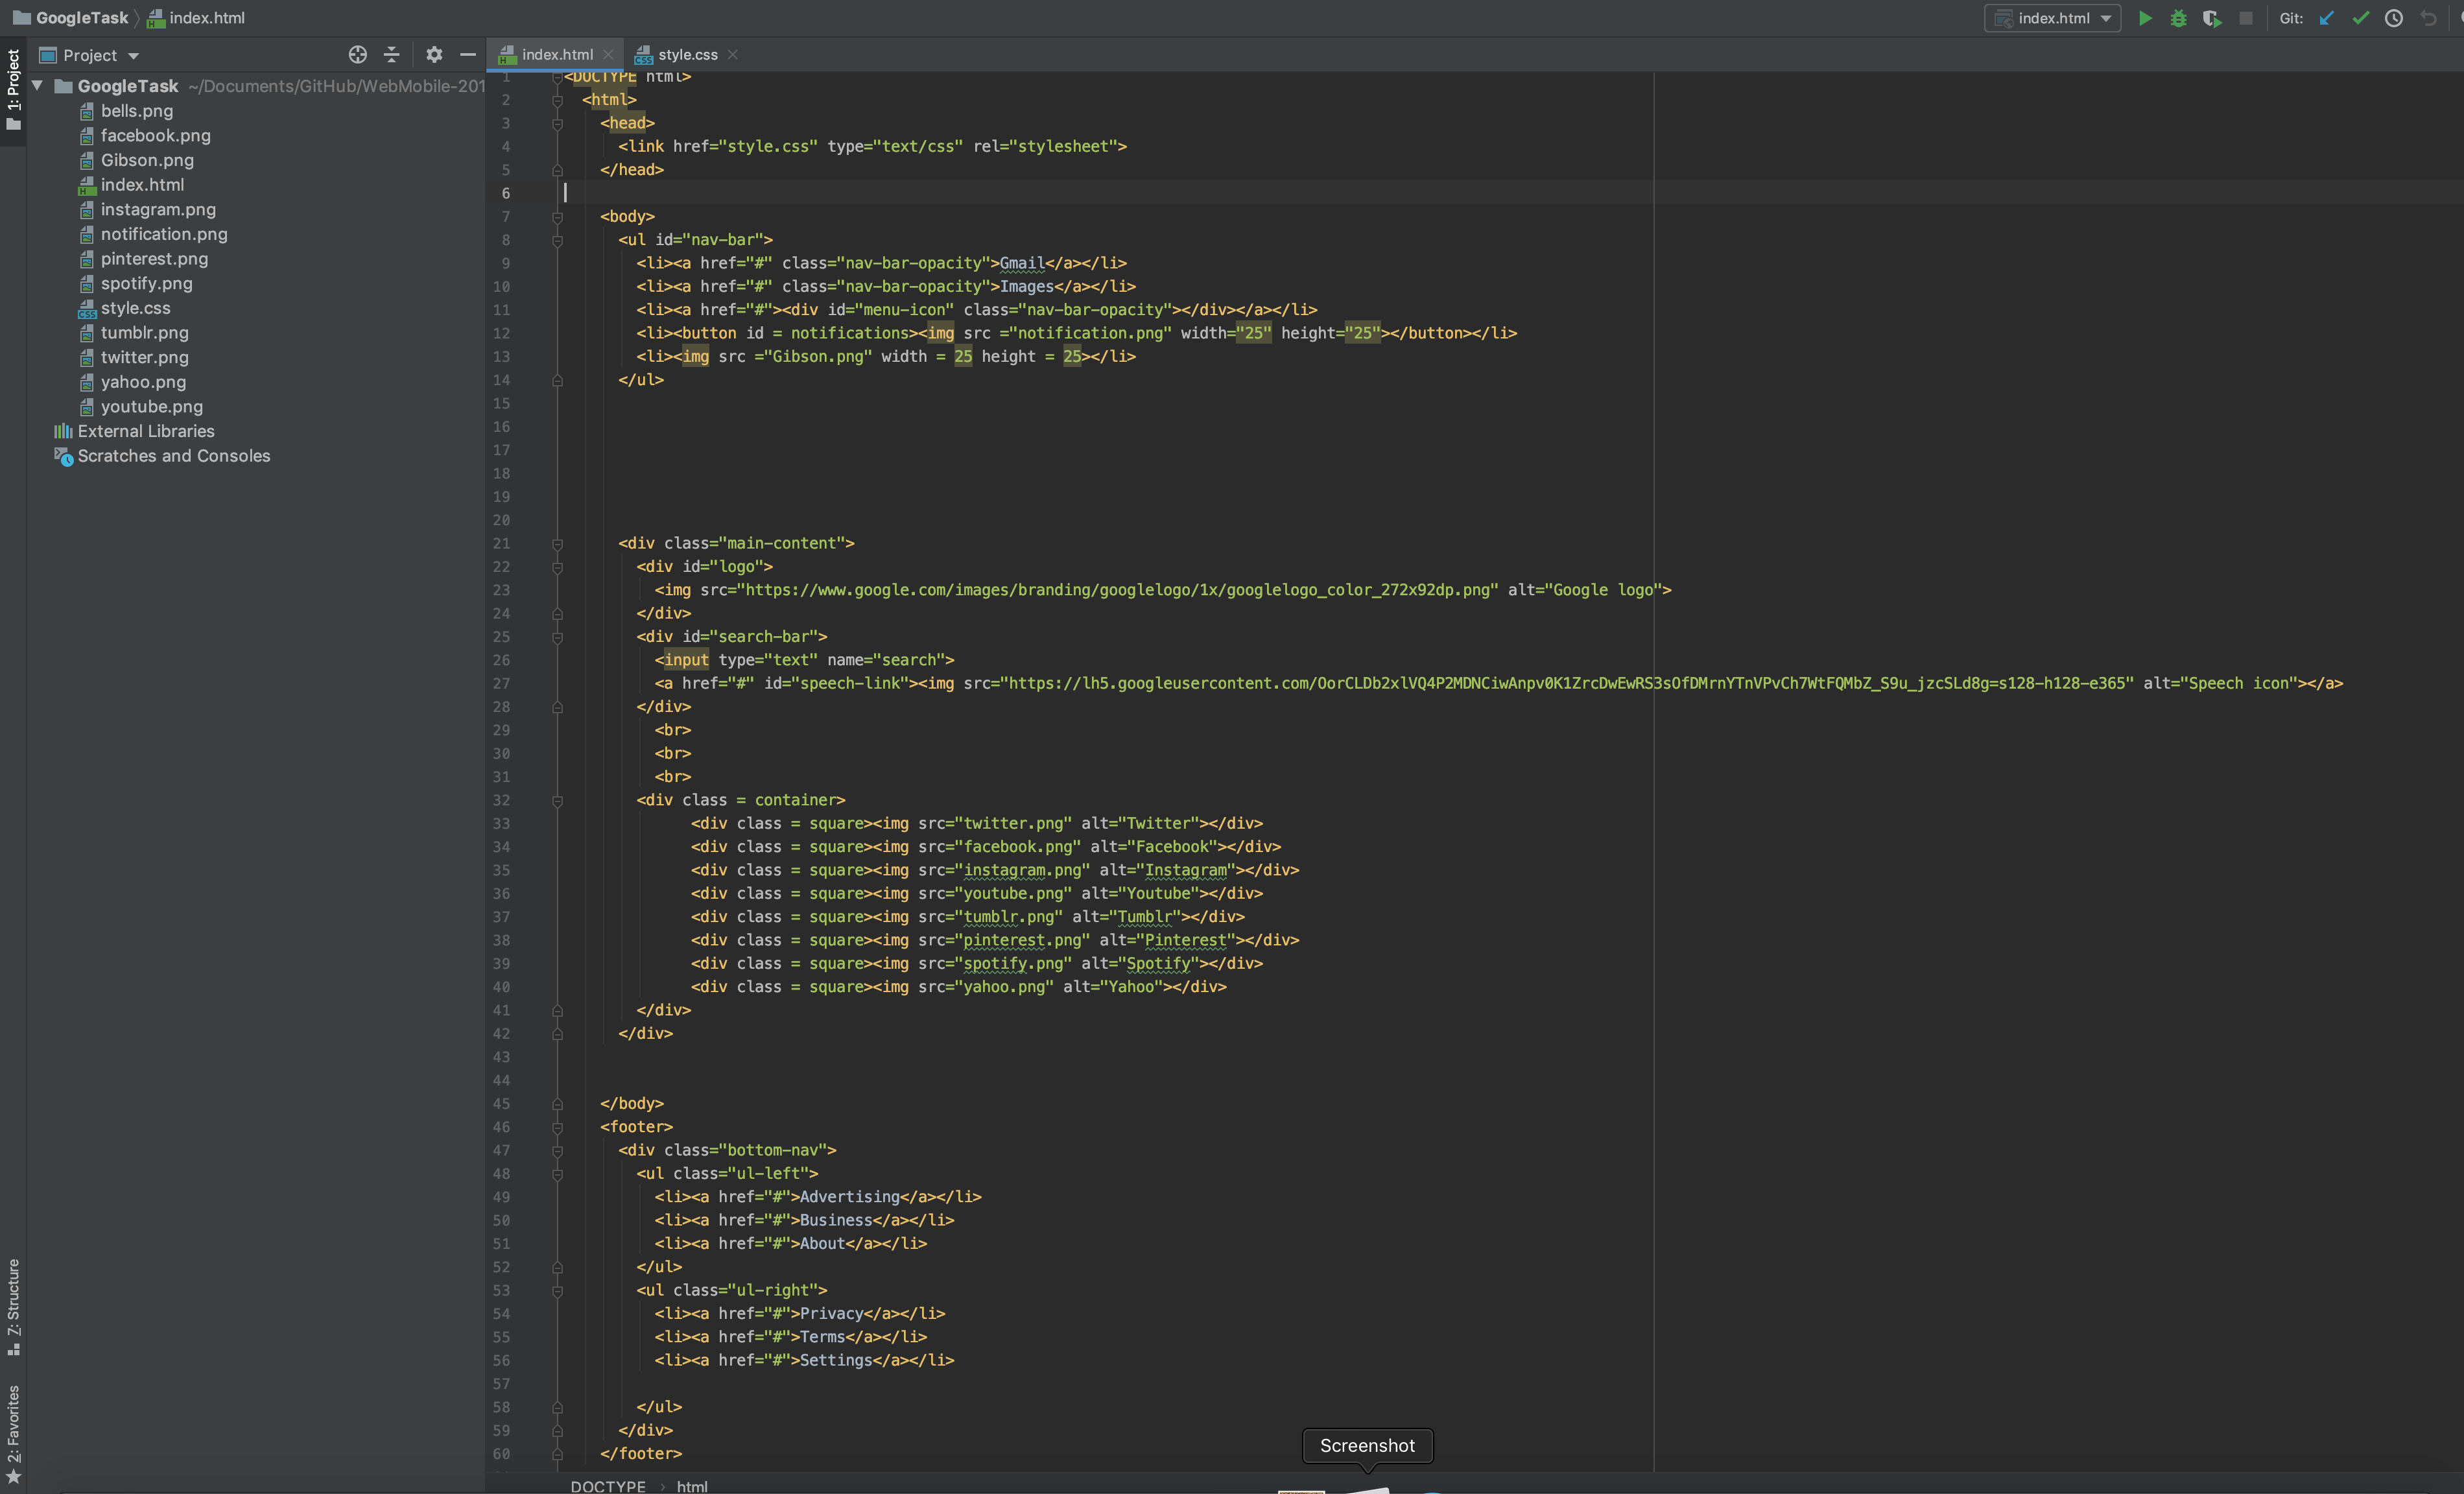 GoogleTask index.html
index.html Git:
1: Project
Project
index.html style.css
GoogleTask ~/Documents/GitHub/WebMobile-201
bells.png
facebook.png
Gibson.png
index.html
instagram.png
notification.png
pinterest.png
spotify.png
style.css
tumblr.png
twitter.png
yahoo.png
youtube.png
External Libraries
Scratches and Consoles
Z: Structure
2: Favorites
1 <DOCTYPE html>
2 <html>
3 <head>
4 <link href="style.css" type="text/css" rel="stylesheet">
5 </head>
6
7 <body>
8 <ul id="nav-bar">
9 <li><a href="#" class="nav-bar-opacity">Gmail</a></li>
10 <li><a href="#" class="nav-bar-opacity">Images</a></li>
11 <li><a href="#"><div id="menu-icon" class="nav-bar-opacity"></div></a></li>
12 <li><button id = notifications><img src ="notification.png" width="25" height="25"></button></li>
13 <li><img src ="Gibson.png" width = 25 height = 25></li>
14 </ul>
15
16
17
18
19
20
21 <div class="main-content">
22 <div id="logo">
23 <img src="https://www.google.com/images/branding/googlelogo/1x/googlelogo_color_272x92dp.png" alt="Google logo">
24 </div>
25 <div id="search-bar">
26 <input type="text" name="search">
27 <a href="#" id="speech-link"><img src="https://lh5.googleusercontent.com/OorCLDb2xlVQ4P2MDNCiwAnpv0K1ZrcDwEwRS3sOfDMrnYTnVPvCh7WtFQMbZ_S9u_jzcSLd8g=s128-h128-e365" alt="Speech icon"></a>
28 </div>
29 <br>
30 <br>
31 <br>
32 <div class = container>
33 <div class = square><img src="twitter.png" alt="Twitter"></div>
34 <div class = square><img src="facebook.png" alt="Facebook"></div>
35 <div class = square><img src="instagram.png" alt="Instagram"></div>
36 <div class = square><img src="youtube.png" alt="Youtube"></div>
37 <div class = square><img src="tumblr.png" alt="Tumblr"></div>
38 <div class = square><img src="pinterest.png" alt="Pinterest"></div>
39 <div class = square><img src="spotify.png" alt="Spotify"></div>
40 <div class = square><img src="yahoo.png" alt="Yahoo"></div>
41 </div>
42 </div>
43
44
45 </body>
46 <footer>
47 <div class="bottom-nav">
48 <ul class="ul-left">
49 <li><a href="#">Advertising</a></li>
50 <li><a href="#">Business</a></li>
51 <li><a href="#">About</a></li>
52 </ul>
53 <ul class="ul-right">
54 <li><a href="#">Privacy</a></li>
55 <li><a href="#">Terms</a></li>
56 <li><a href="#">Settings</a></li>
57
58 </ul>
59 </div>
60 </footer>
Screenshot
DOCTYPE › html